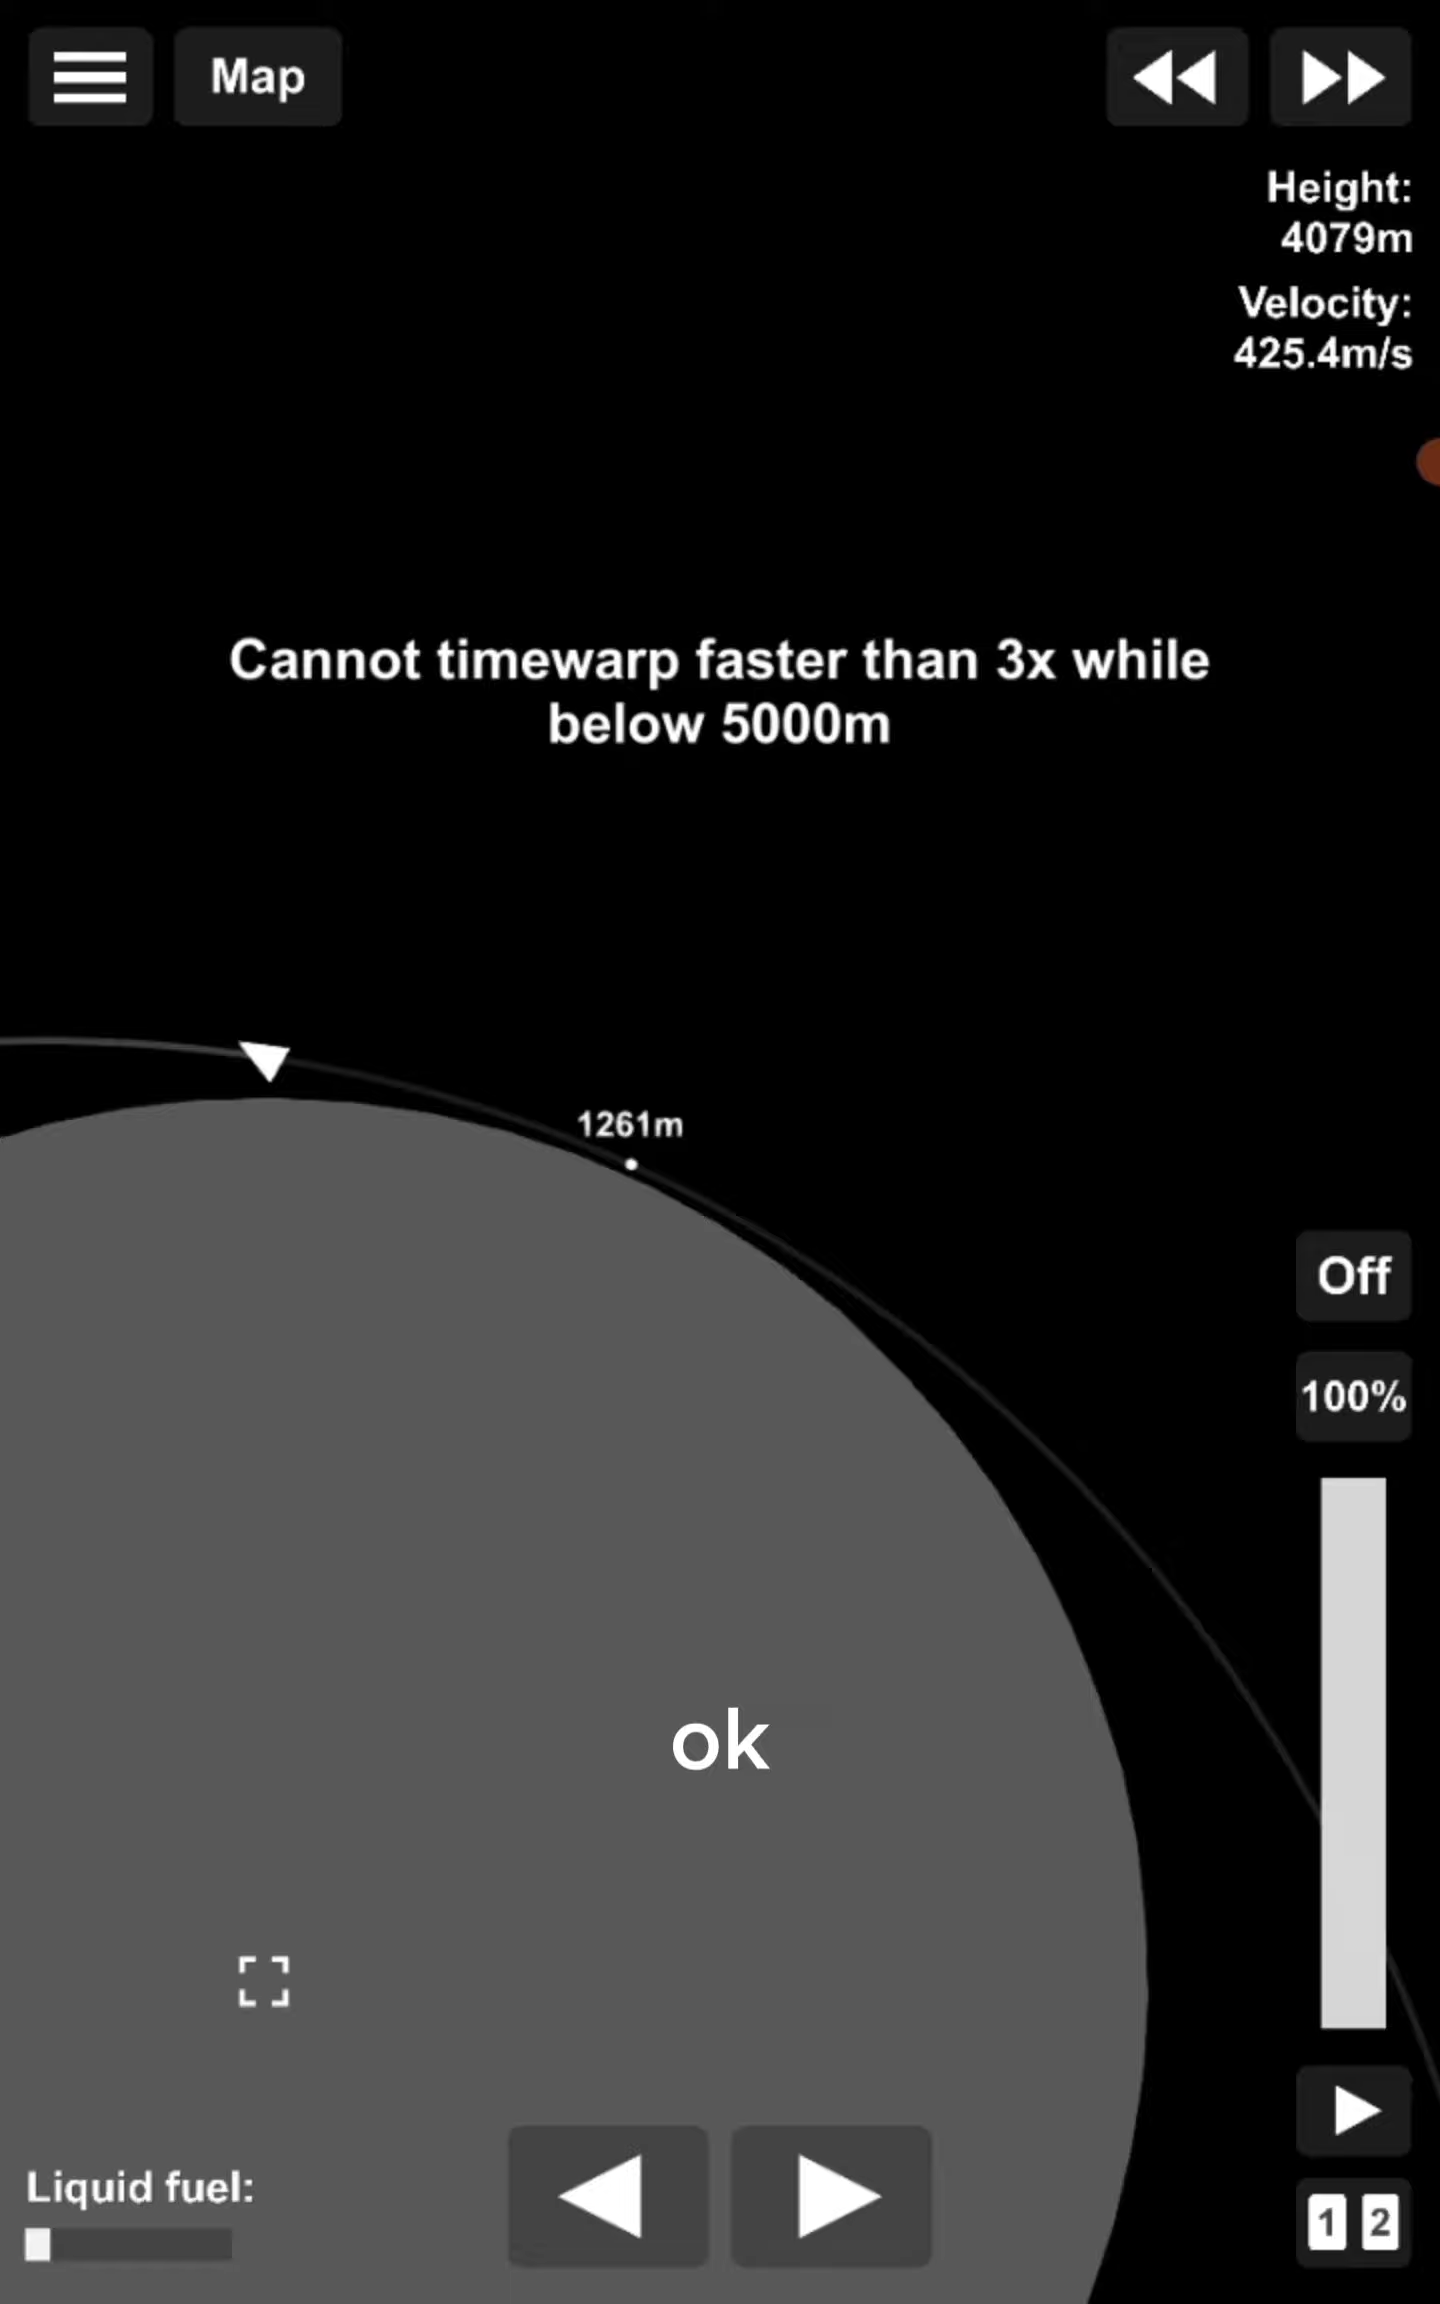 Map
Height:
4079m
Velocity:
425.4m/s
Cannot timewarp faster than 3x while
below 5000m
1261m
Off
100%
ok
Liquid fuel:
1 2